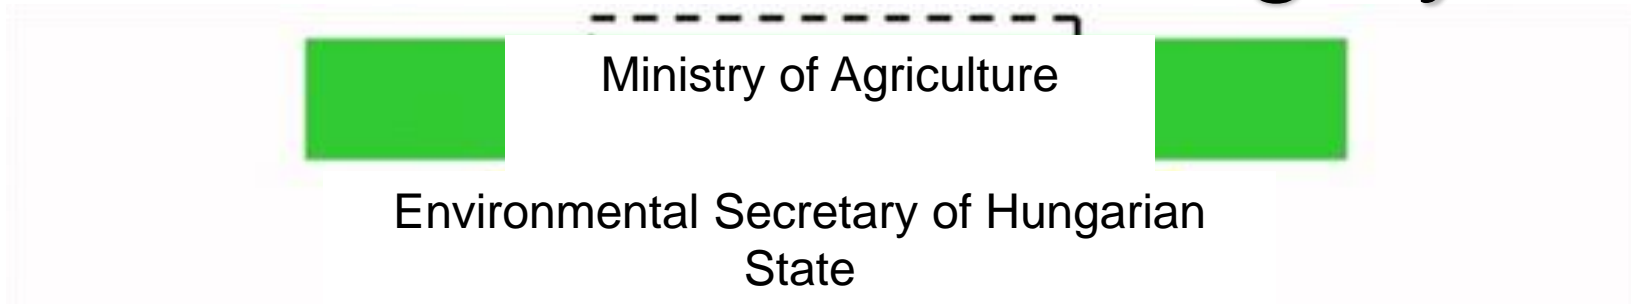 Ministry of Agriculture
Environmental Secretary of Hungarian
State